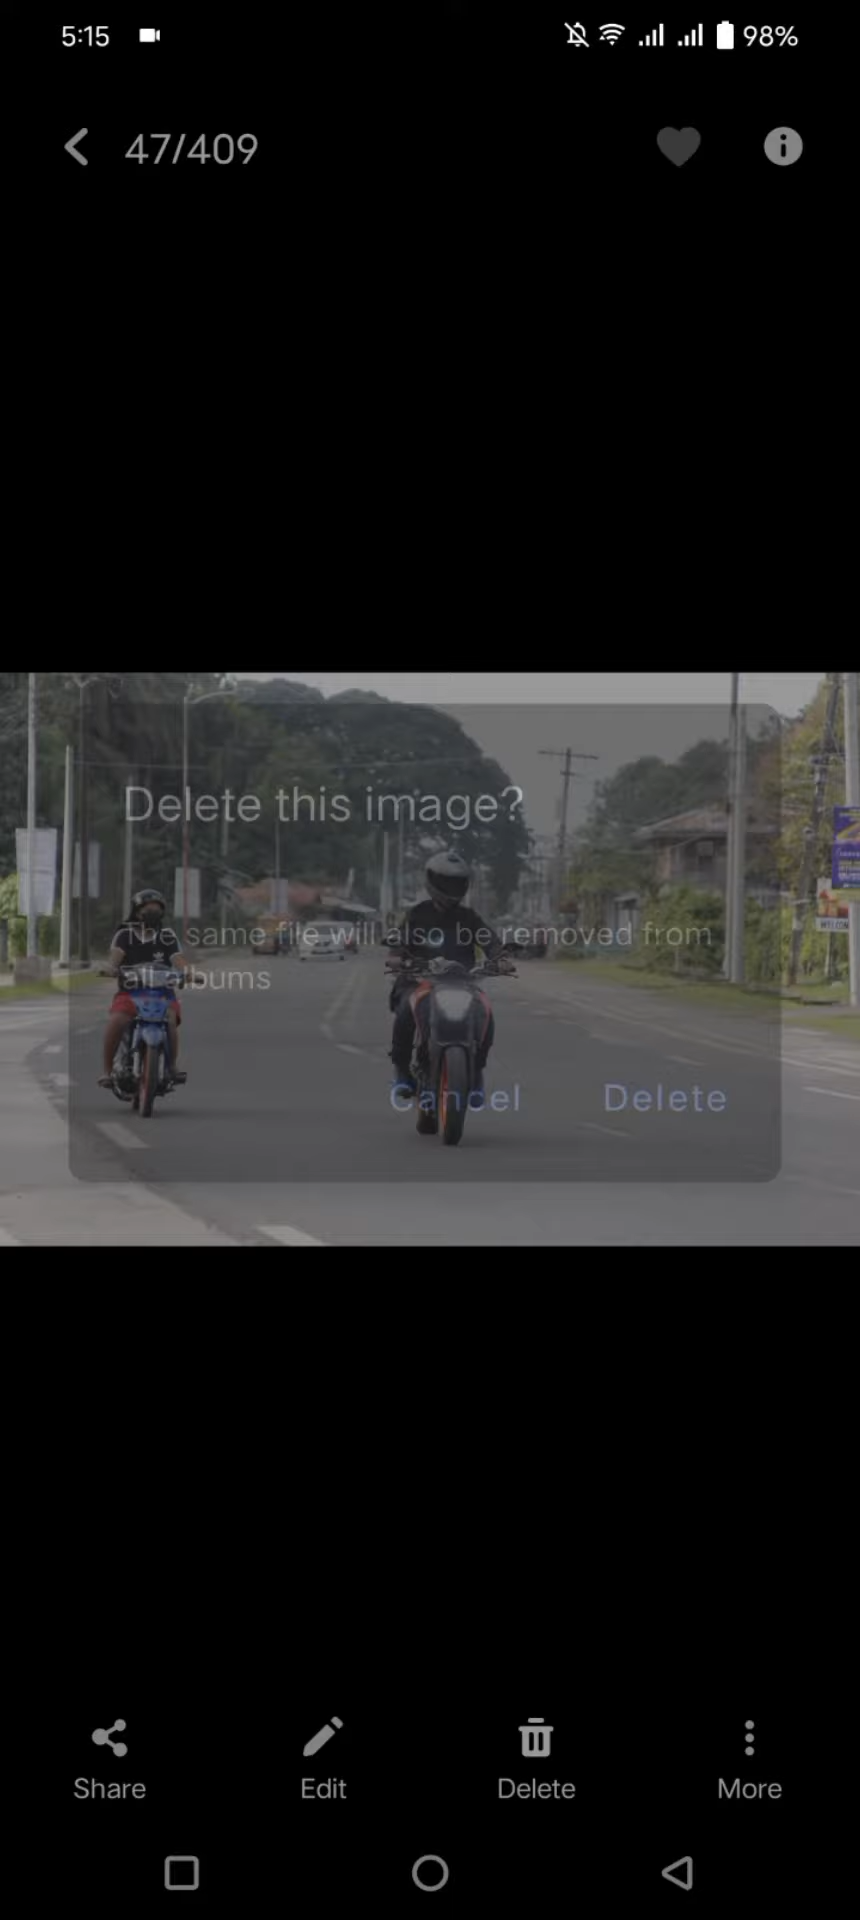 5:15
98%
47/409
Delete this image?
The same file will also be removed from
all albums
Cancel
Delete
Share
Edit
Delete
More